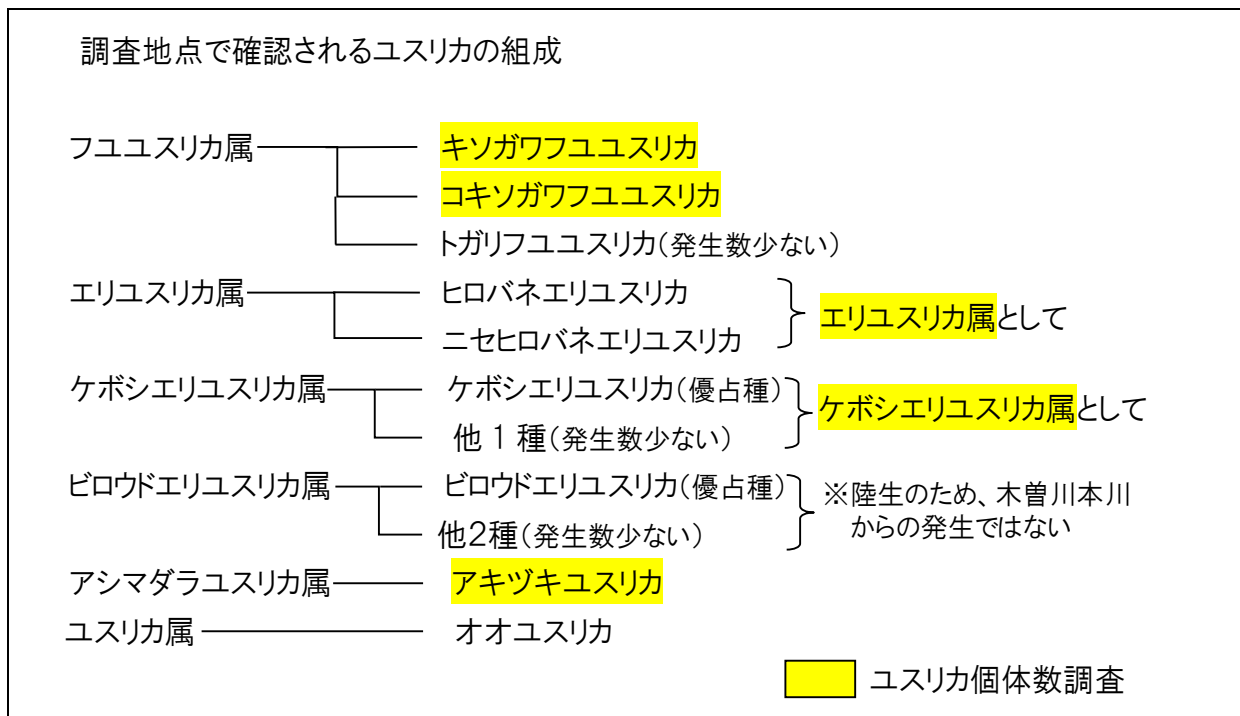 調査地点で確認されるユスリカの組成
フユユスリカ属
キソガワフユユスリカ
コキソガワフユユスリカ
トガリフユユスリカ(発生数少ない)
エリユスリカ属
ヒロバネエリユスリカ
ニセヒロバネエリユスリカ
エリユスリカ属として
ケボシエリユスリカ属
ケボシエリユスリカ(優占種)
他1種(発生数少ない)
ケボシエリユスリカ属として
ビロウドエリユスリカ属
ビロウドエリユスリカ(優占種)
他2種(発生数少ない)
※陸生のため、木曽川本川
からの発生ではない
アシマダラユスリカ属
アキヅキユスリカ
ユスリカ属
オオユスリカ
ユスリカ個体数調査